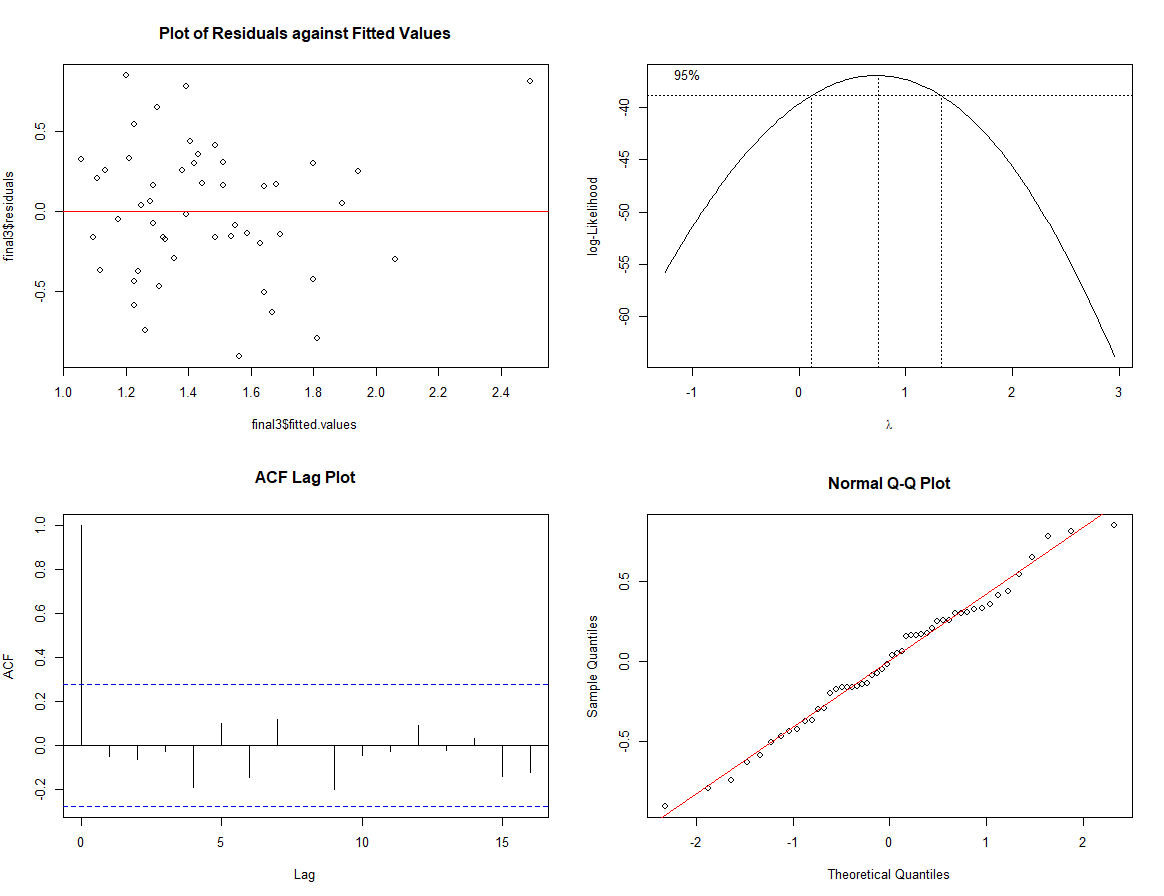 Plot of Residuals against Fitted Values
final3$residuals
0.5
0.0
-0.5
1.0 1.2 1.4 1.6 1.8 2.0 2.2 2.4
final3$fitted.values
95%
log-Likelihood
-40
-45
-50
-55
-60
-1 0 1 2 3
λ
ACF Lag Plot
ACF
1.0
0.8
0.6
0.4
0.2
0.0
-0.2
0 5 10 15
Lag
Normal Q-Q Plot
Sample Quantiles
0.5
0.0
-0.5
-2 -1 0 1 2
Theoretical Quantiles